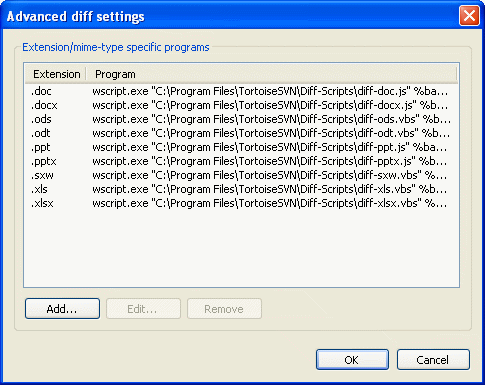 Advanced diff settings
Extension/mime-type specific programs
Extension Program
.doc wscript.exe "C:\Program Files\TortoiseSVN\Diff-Scripts\diff-doc.js" %ba...
.docx wscript.exe "C:\Program Files\TortoiseSVN\Diff-Scripts\diff-docx.js" %b...
.ods wscript.exe "C:\Program Files\TortoiseSVN\Diff-Scripts\diff-ods.vbs" %b...
.odt wscript.exe "C:\Program Files\TortoiseSVN\Diff-Scripts\diff-odt.vbs" %b...
.ppt wscript.exe "C:\Program Files\TortoiseSVN\Diff-Scripts\diff-ppt.js" %ba...
.pptx wscript.exe "C:\Program Files\TortoiseSVN\Diff-Scripts\diff-pptx.js" %b...
.sxw wscript.exe "C:\Program Files\TortoiseSVN\Diff-Scripts\diff-sxw.vbs" %...
.xls wscript.exe "C:\Program Files\TortoiseSVN\Diff-Scripts\diff-xls.vbs" %b...
.xlsx wscript.exe "C:\Program Files\TortoiseSVN\Diff-Scripts\diff-xlsx.vbs" %...
Add... Edit... Remove
OK Cancel